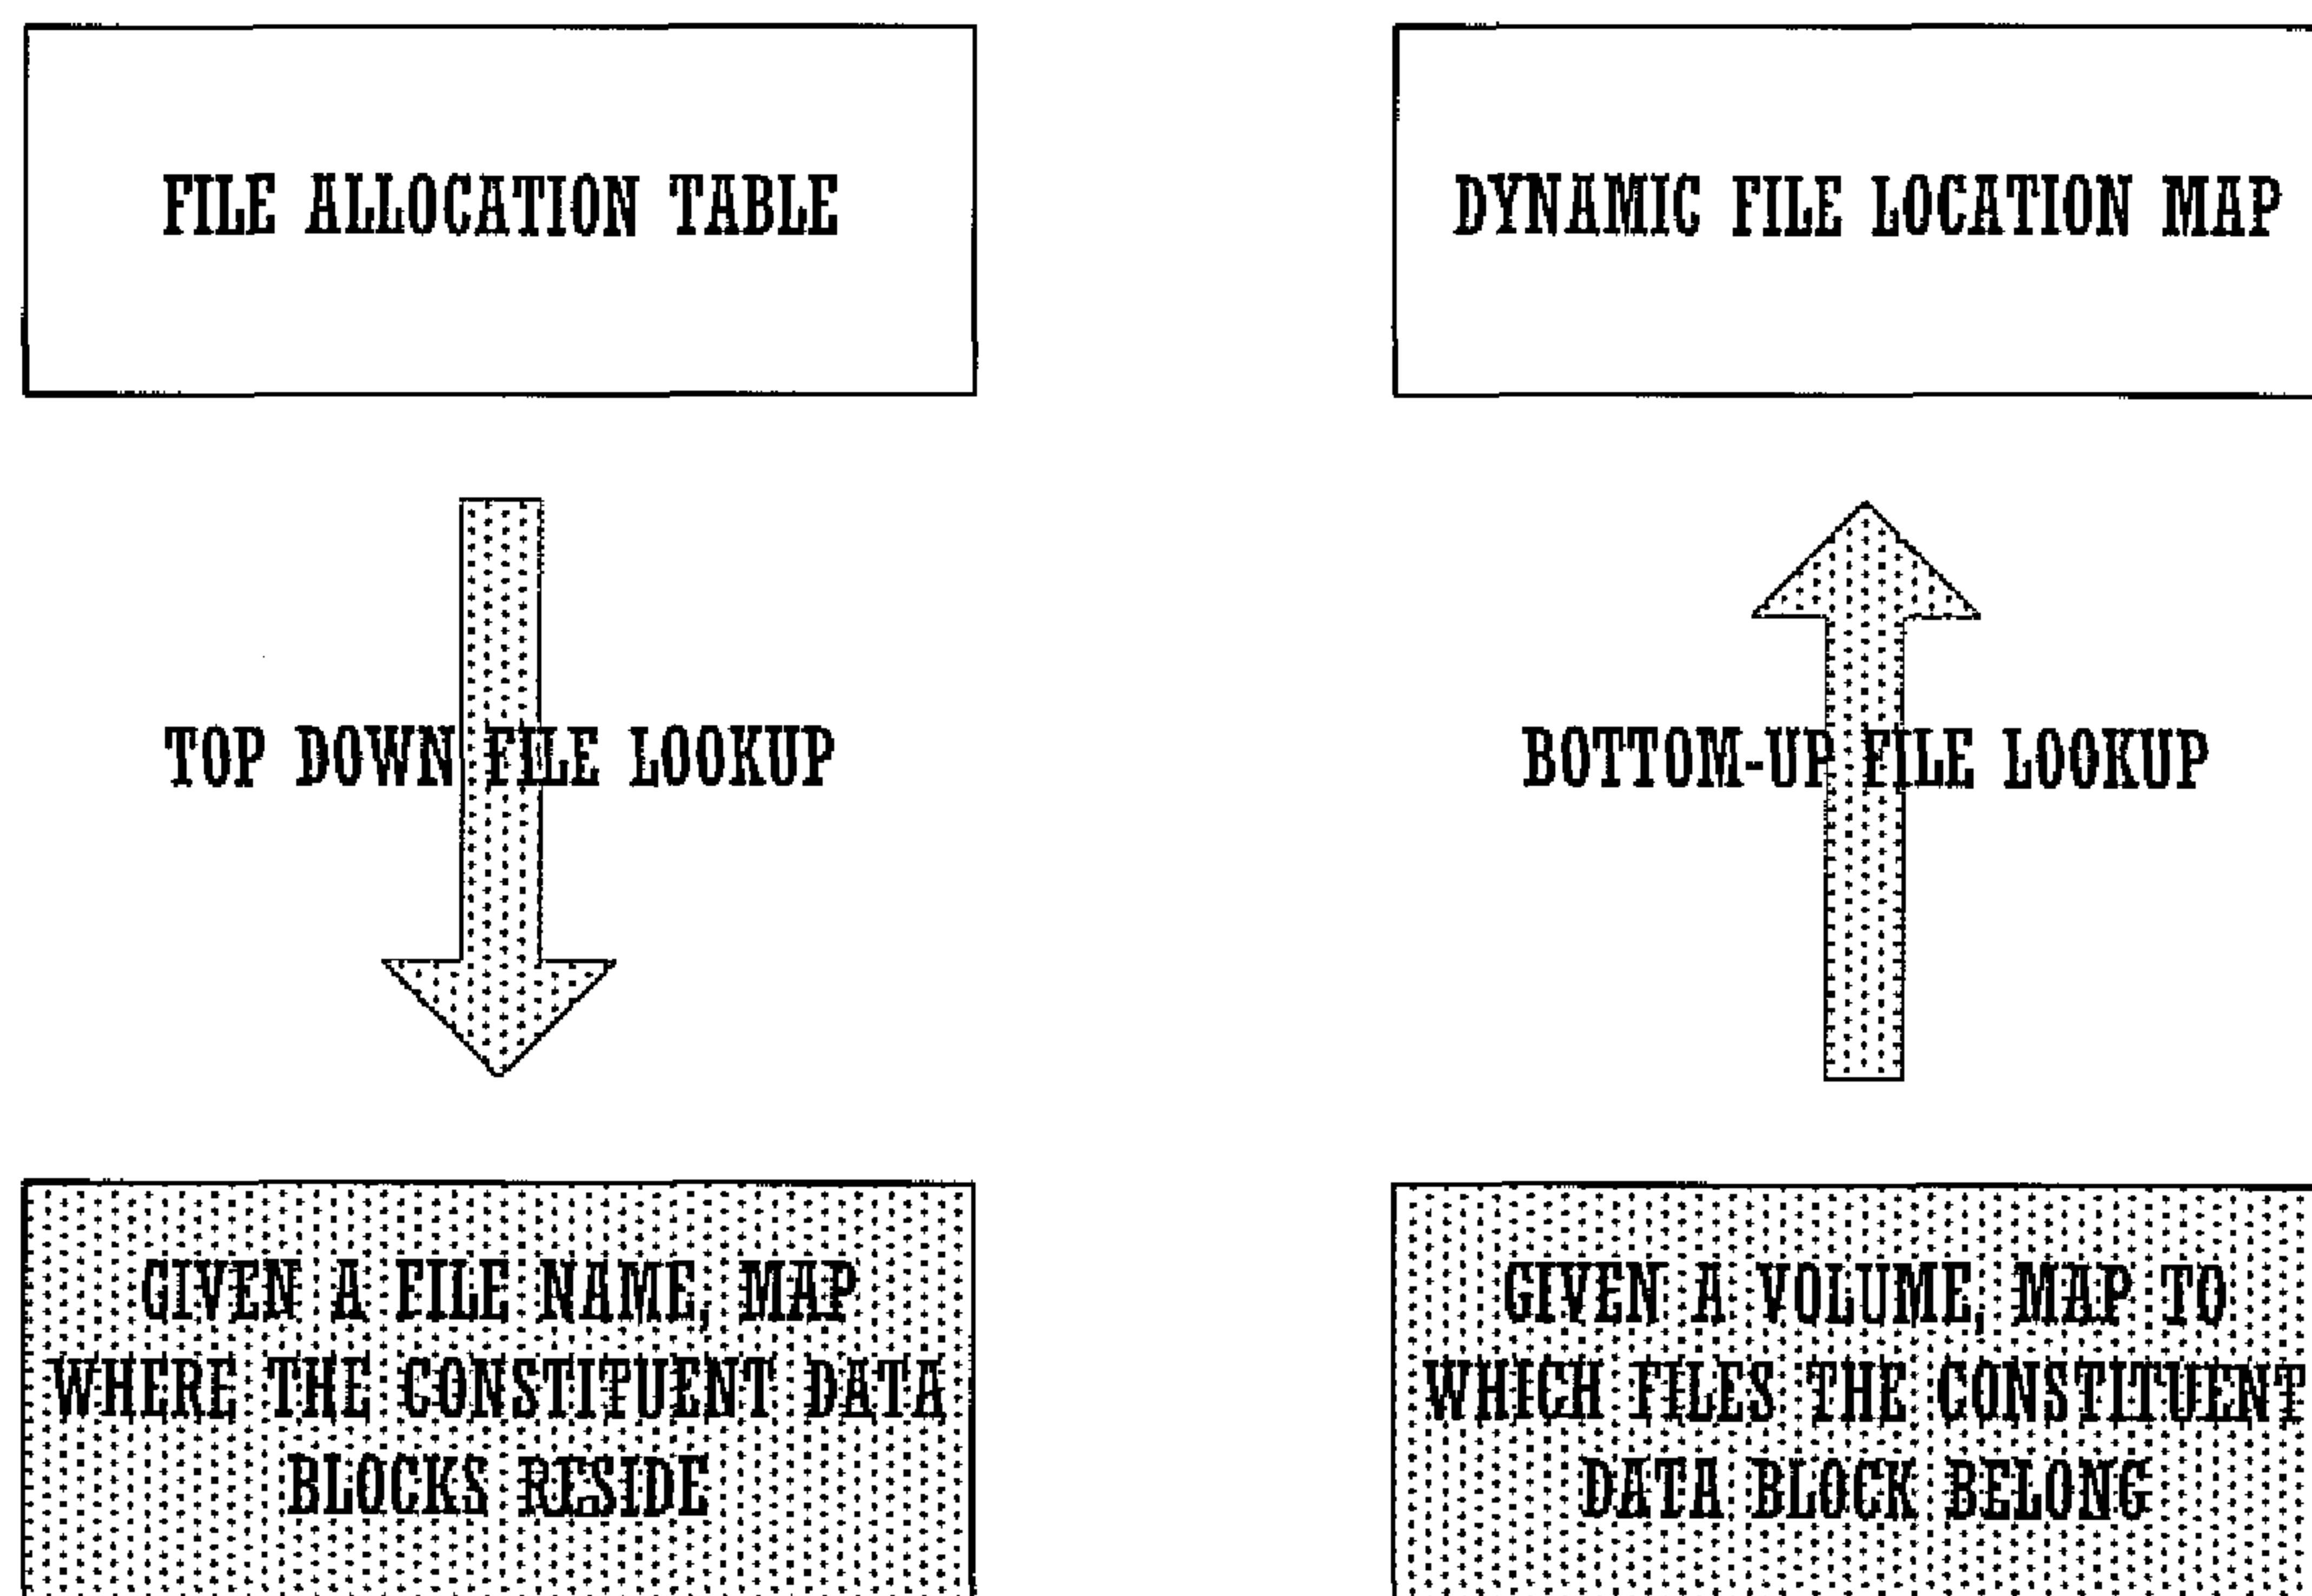 FILE ALLOCATION TABLE
TOP DOWN FILE LOOKUP
GIVEN A FILE NAME, MAP
WHERE THE CONSTITUENT DATA
BLOCKS RESIDE
DYNAMIC FILE LOCATION MAP
BOTTOM-UP FILE LOOKUP
GIVEN A VOLUME, MAP TO
WHICH FILES THE CONSTITUENT
DATA BLOCK BELONG